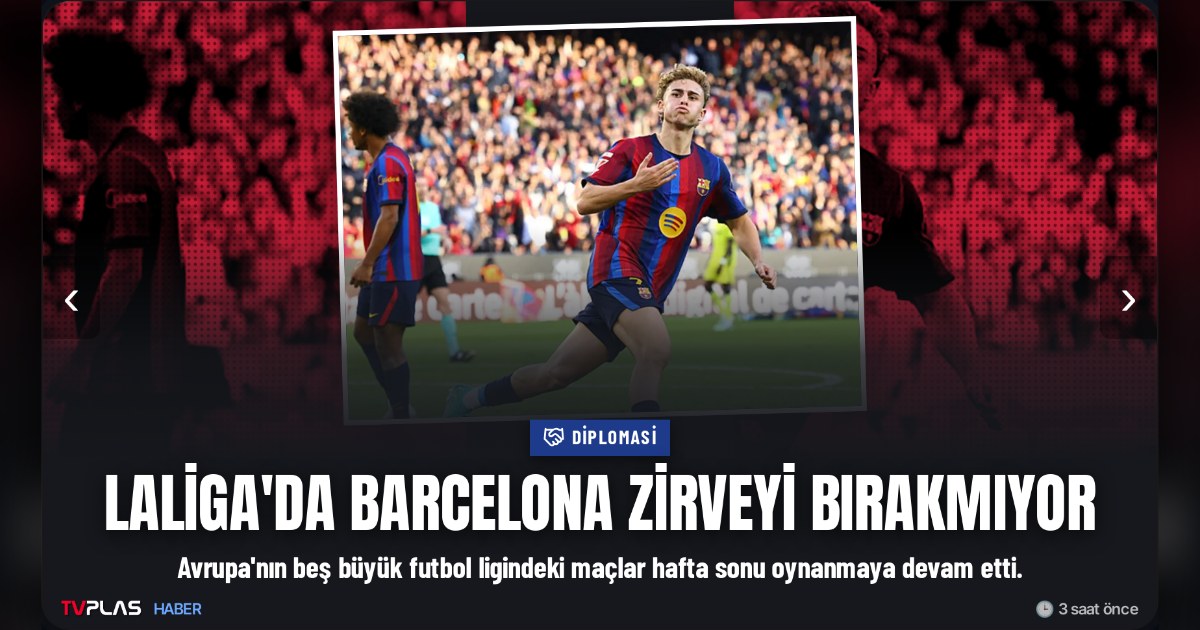 DİPLOMASİ
LALİGA'DA BARCELONA ZİRVEYİ BIRAKMIYOR
Avrupa'nın beş büyük futbol ligindeki maçlar hafta sonu oynanmaya devam etti.
TVPLAS HABER
3 saat önce